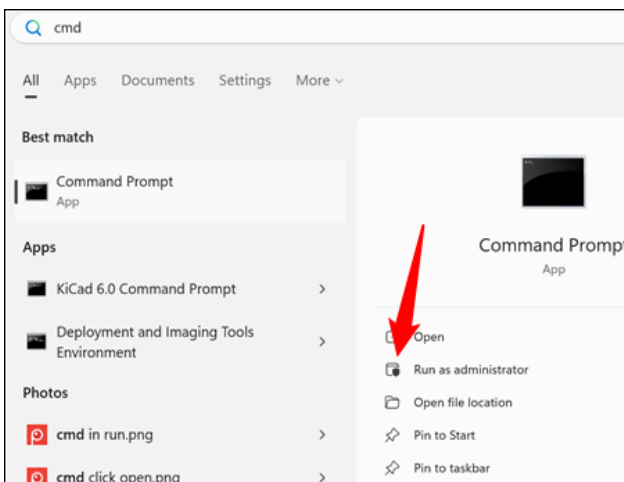 cmd
All Apps Documents Settings More
Best match
Command Prompt
App
Apps
KiCad 6.0 Command Prompt
Deployment and Imaging Tools
Environment
Photos
cmd in run.png
cmd click open.png
Command Prompt
App
Open
Run as administrator
Open file location
Pin to Start
Pin to taskbar